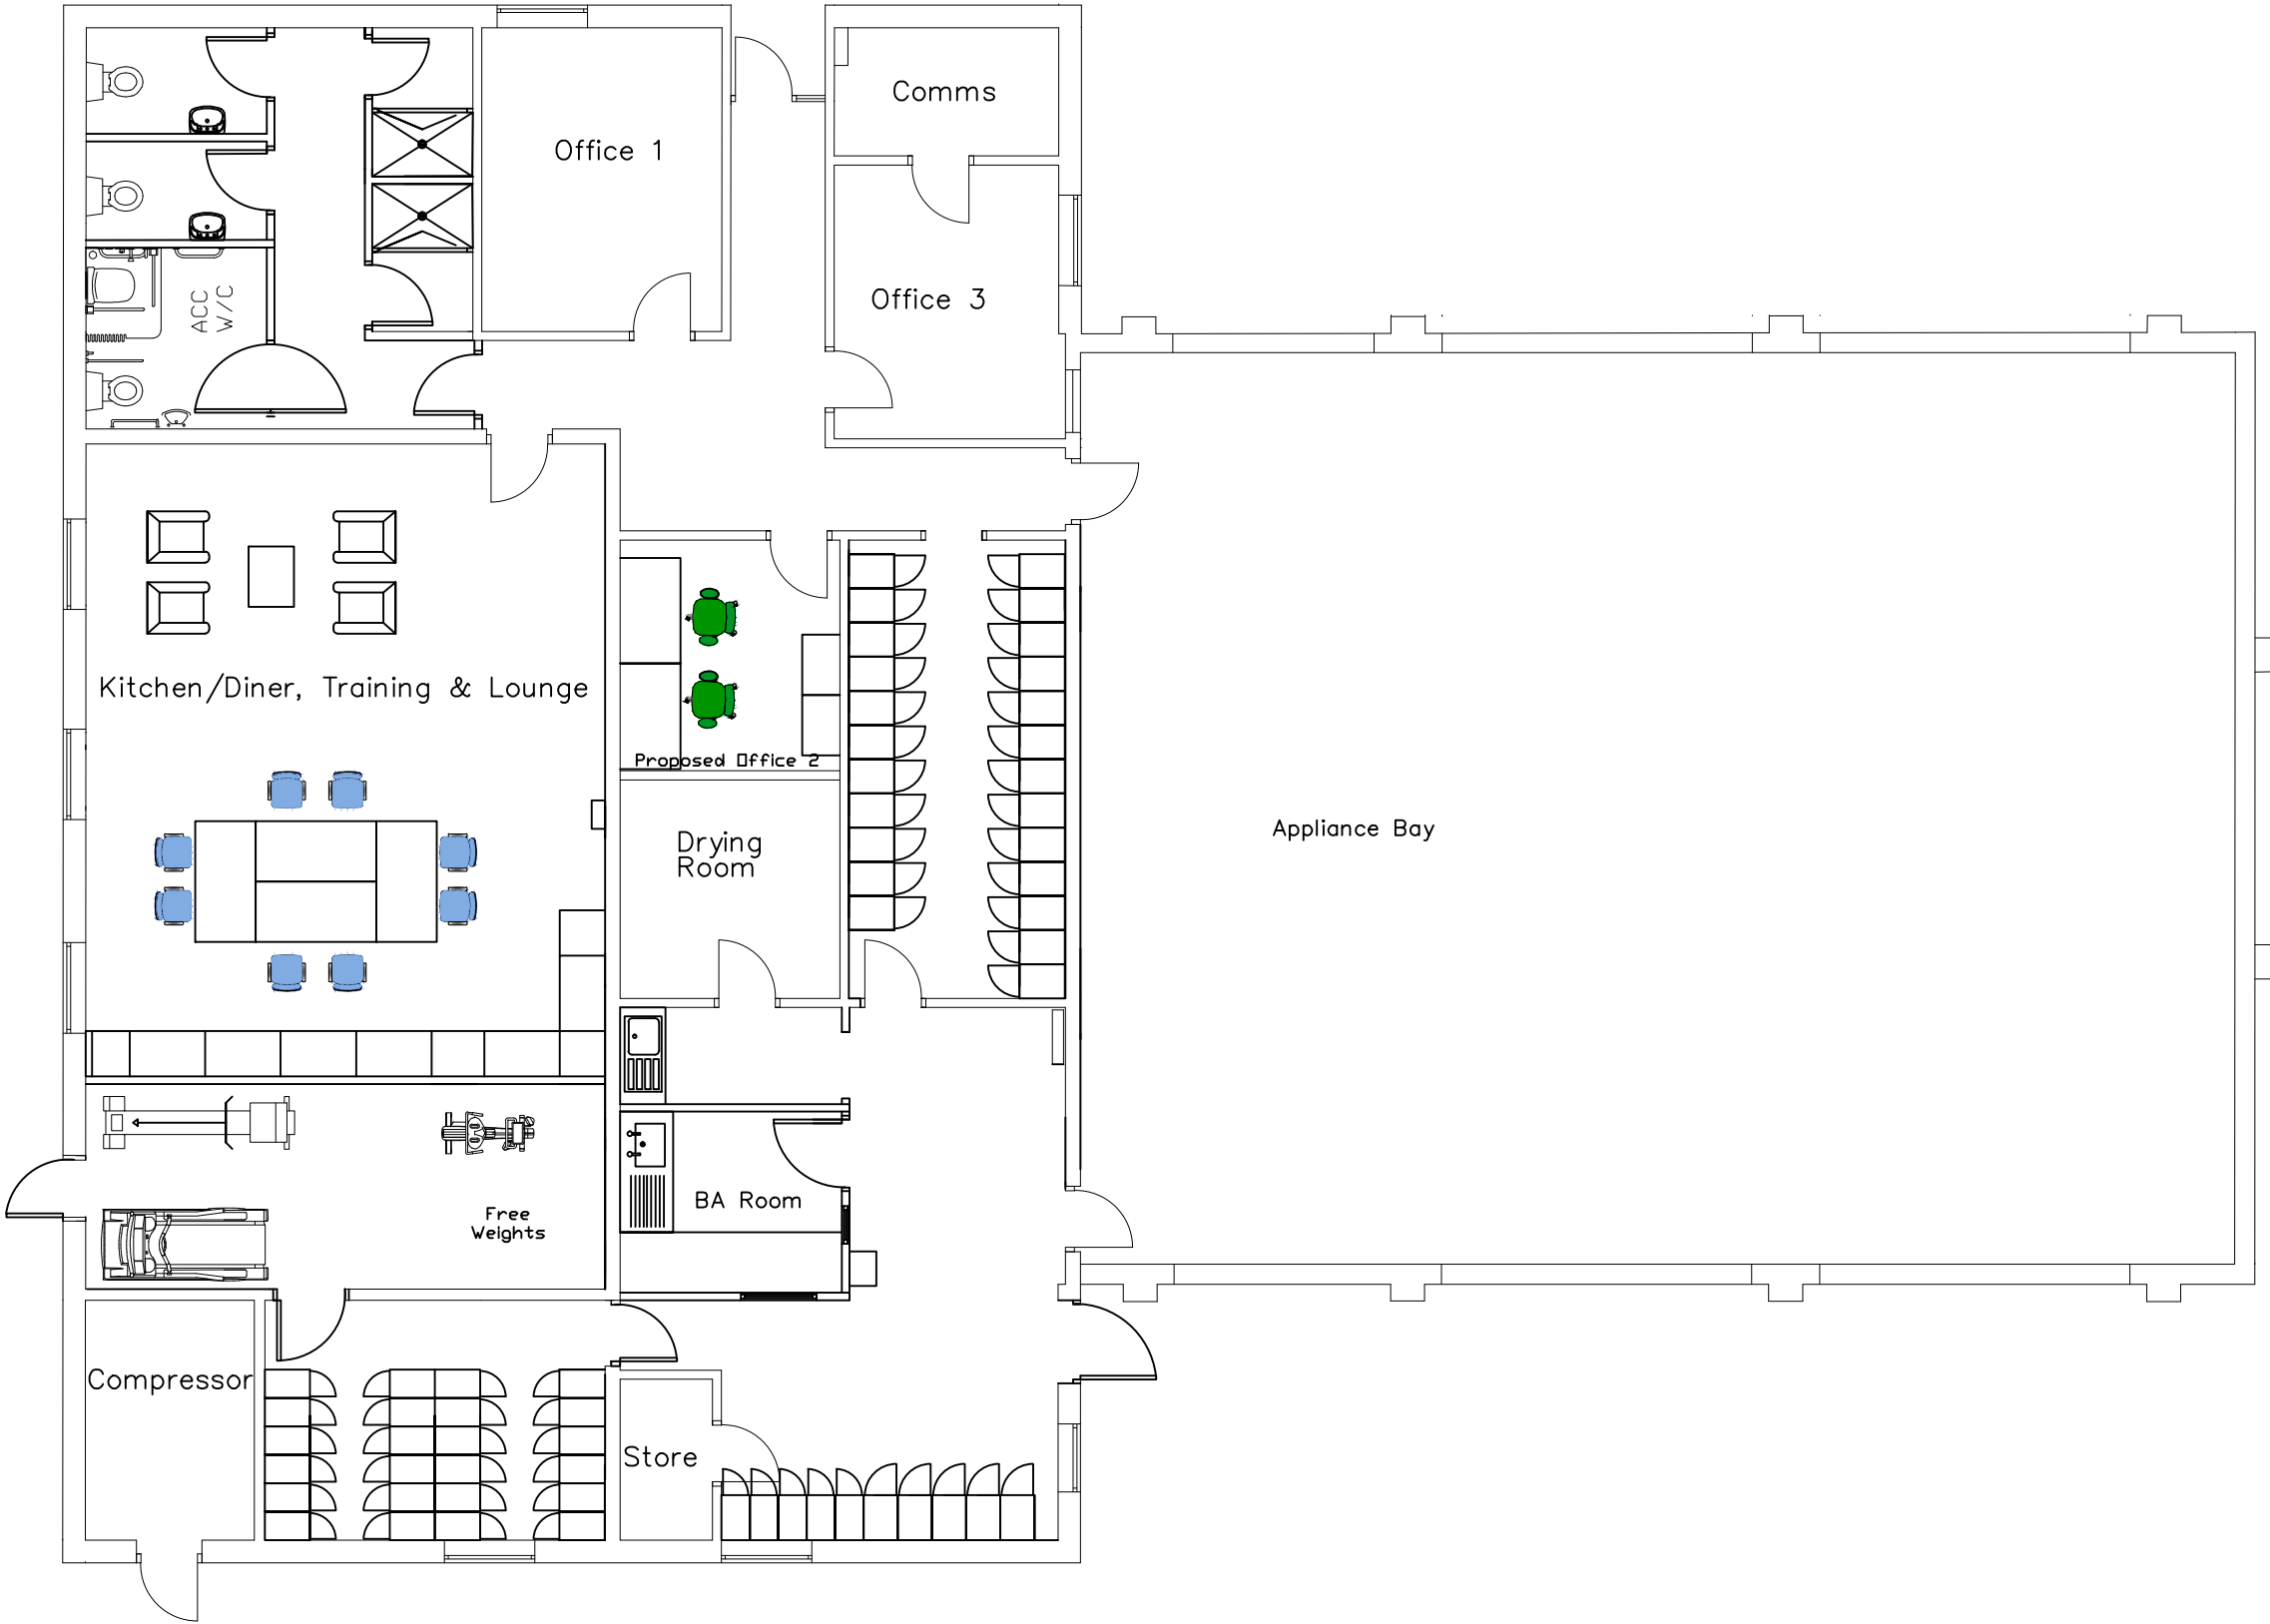 Comms
Office 1
Office 3
ACC
W/C
Kitchen/Diner, Training & Lounge
Proposed Office 2
Drying
Room
Appliance Bay
BA Room
Free
Weights
Compressor
Store